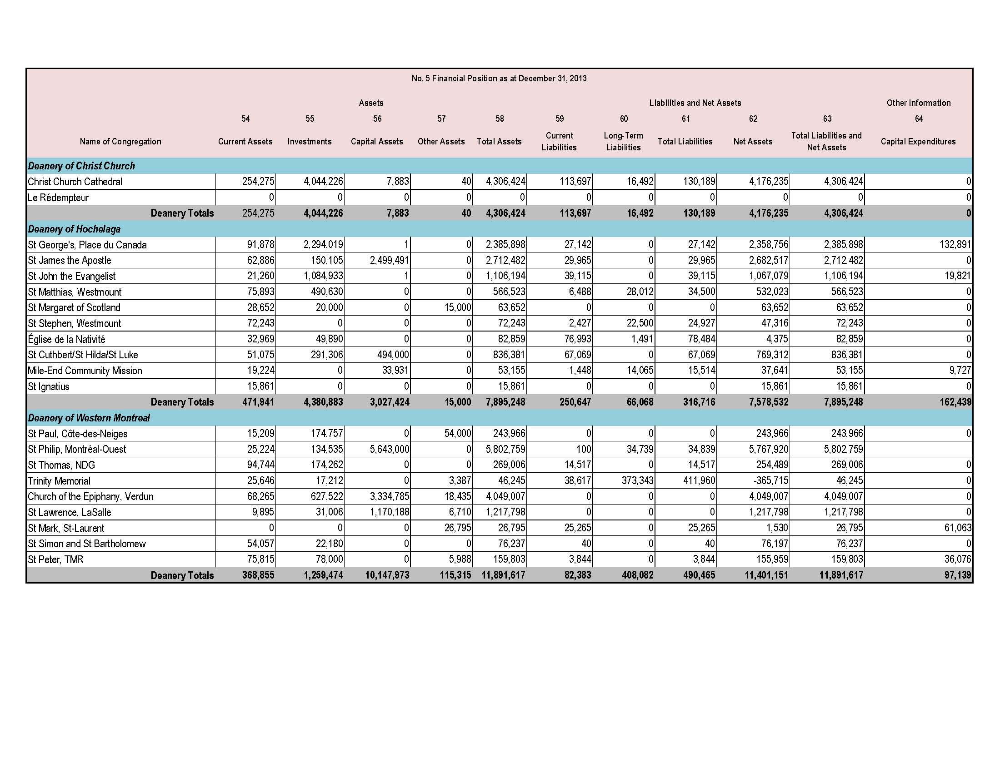 No. 5 Financial Position as at December 31, 2013
Assets Liabilities and Net Assets Other Information
54 55 56 57 58 59 60 61 62 63 64
Name of Congregation Current Assets Investments Capital Assets Other Assets Total Assets Current Liabilities Long-Term Liabilities Total Liabilities Net Assets Total Liabilities and Net Assets Capital Expenditures
Deanery of Christ Church
Christ Church Cathedral 254,275 4,044,226 7,883 40 4,306,424 113,697 16,492 130,189 4,176,235 4,306,424 0
Le Rédempteur 0 0 0 0 0 0 0 0 0 0 0
Deanery Totals 254,275 4,044,226 7,883 40 4,306,424 113,697 16,492 130,189 4,176,235 4,306,424 0
Deanery of Hochelaga
St George's, Place du Canada 91,878 2,294,019 1 0 2,385,898 27,142 0 27,142 2,358,756 2,385,898 132,891
St James the Apostle 62,886 150,105 2,499,491 0 2,712,482 29,965 0 29,965 2,682,517 2,712,482 0
St John the Evangelist 21,260 1,084,933 1 0 1,106,194 39,115 0 39,115 1,067,079 1,106,194 19,821
St Matthias, Westmount 75,893 490,630 0 0 566,523 6,488 28,012 34,500 532,023 566,523 0
St Margaret of Scotland 28,652 20,000 0 15,000 63,652 0 0 0 63,652 63,652 0
St Stephen, Westmount 72,243 0 0 0 72,243 2,427 22,500 24,927 47,316 72,243 0
Église de la Nativité 32,969 49,890 0 0 82,859 76,993 1,491 78,484 4,375 82,859 0
St Cuthbert/St Hilda/St Luke 51,075 291,306 494,000 0 836,381 67,069 0 67,069 769,312 836,381 0
Mile-End Community Mission 19,224 0 33,931 0 53,155 1,448 14,065 15,514 37,641 53,155 9,727
St Ignatius 15,861 0 0 0 15,861 0 0 0 15,861 15,861 0
Deanery Totals 471,941 4,380,883 3,027,424 15,000 7,895,248 250,647 66,068 316,716 7,578,532 7,895,248 162,439
Deanery of Western Montreal
St Paul, Côte-des-Neiges 15,209 174,757 0 54,000 243,966 0 0 0 243,966 243,966 0
St Philip, Montréal-Ouest 25,224 134,535 5,643,000 0 5,802,759 100 34,739 34,839 5,767,920 5,802,759
St Thomas, NDG 94,744 174,262 0 0 269,006 14,517 0 14,517 254,489 269,006 0
Trinity Memorial 25,646 17,212 0 3,387 46,245 38,617 373,343 411,960 -365,715 46,245 0
Church of the Epiphany, Verdun 68,265 627,522 3,334,785 18,435 4,049,007 0 0 0 4,049,007 4,049,007 0
St Lawrence, LaSalle 9,895 31,006 1,170,188 6,710 1,217,798 0 0 0 1,217,798 1,217,798 0
St Mark, St-Laurent 0 0 0 26,795 26,795 25,265 0 25,265 1,530 26,795 61,063
St Simon and St Bartholomew 54,057 22,180 0 0 76,237 40 0 40 76,197 76,237 0
St Peter, TMR 75,815 78,000 0 5,988 159,803 3,844 0 3,844 155,959 159,803 36,076
Deanery Totals 368,855 1,259,474 10,147,973 115,315 11,891,617 82,383 408,082 490,465 11,401,151 11,891,617 97,139